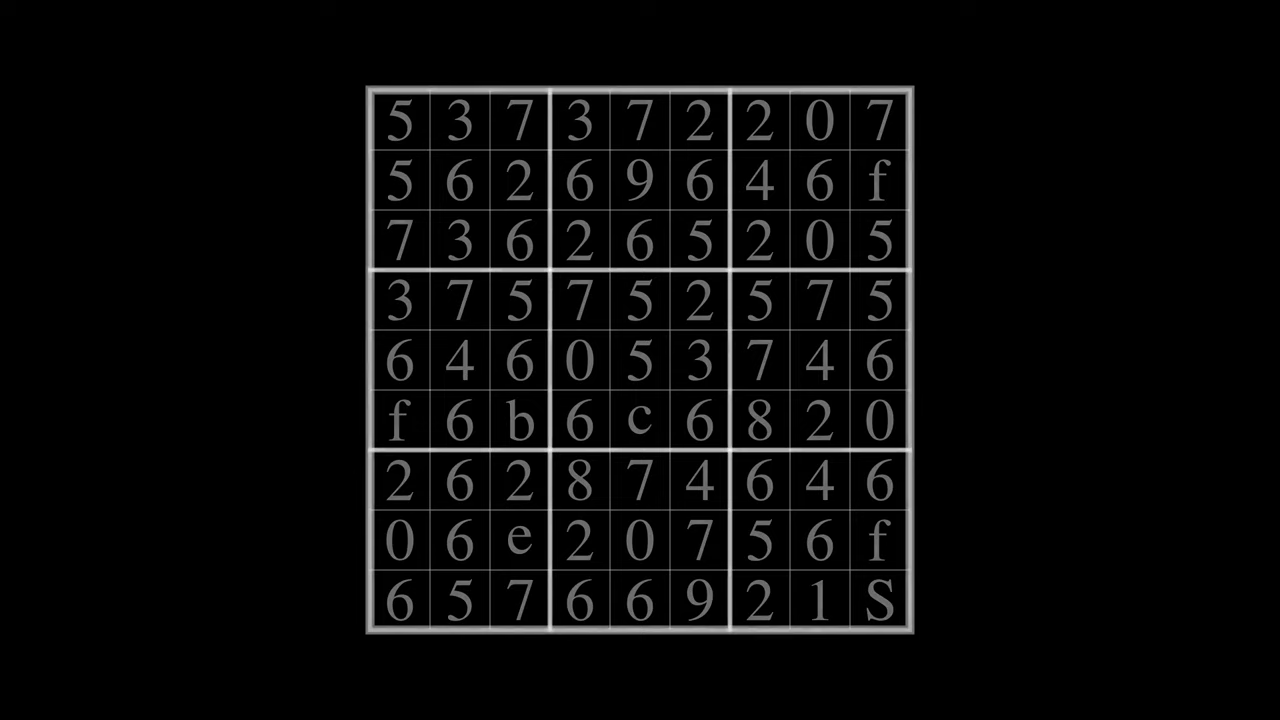 5 3 7 3 7 2 2 0 7
5 6 2 6 9 6 4 6 f
7 3 6 2 6 5 2 0 5
3 7 5 7 5 2 5 7 5
6 4 6 0 5 3 7 4 6
f 6 b 6 c 6 8 2 0
2 6 2 8 7 4 6 4 6
0 6 e 2 0 7 5 6 f
6 5 7 6 6 9 2 1 S